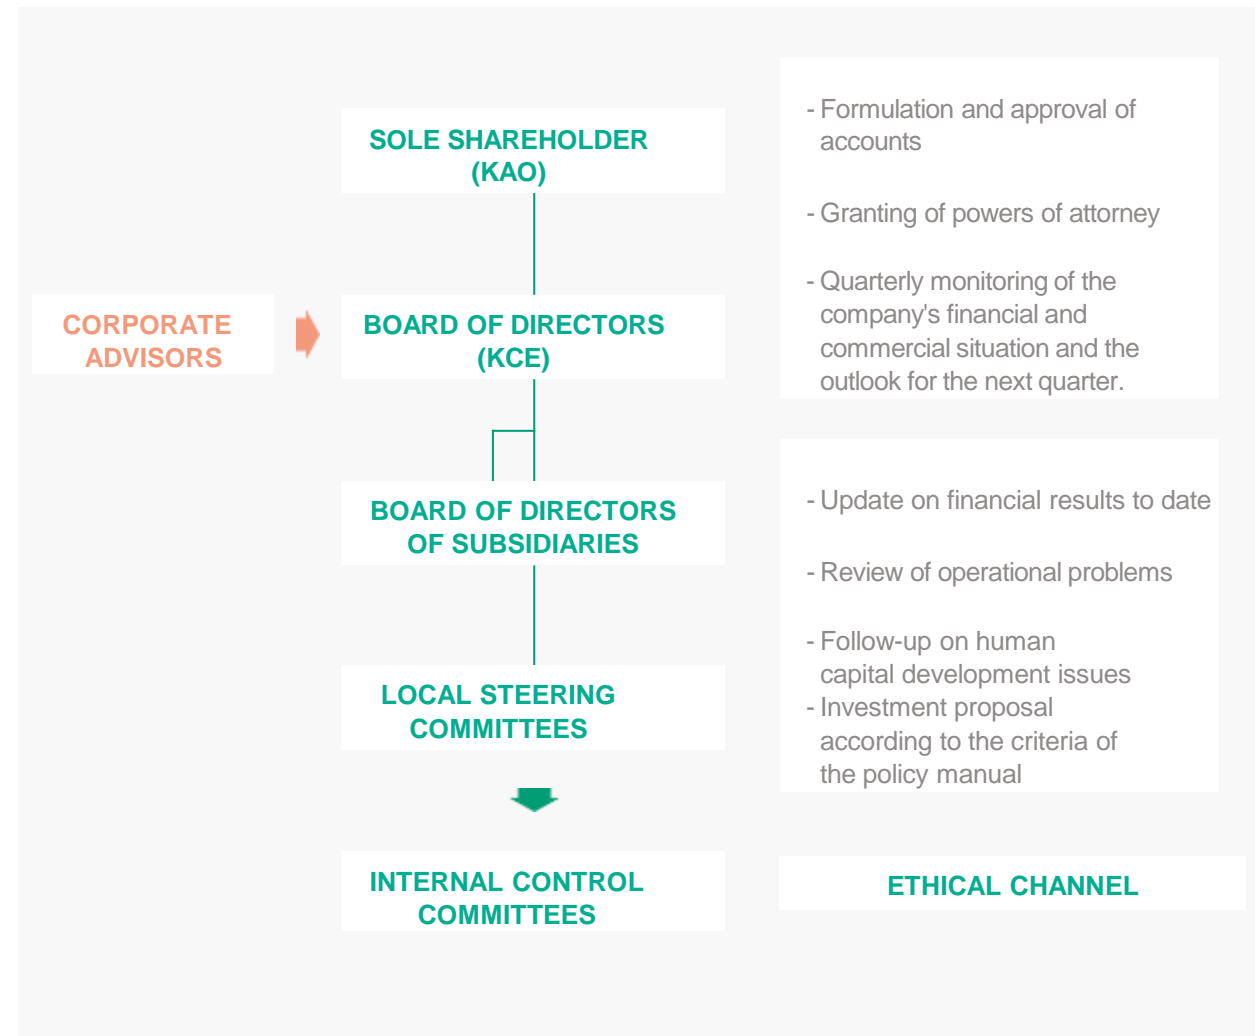 SOLE SHAREHOLDER
(KAO)
- Formulation and approval of
accounts
- Granting of powers of attorney
- Quarterly monitoring of the
company's financial and
commercial situation and the
outlook for the next quarter.
CORPORATE
ADVISORS
BOARD OF DIRECTORS
(KCE)
BOARD OF DIRECTORS
OF SUBSIDIARIES
- Update on financial results to date
- Review of operational problems
- Follow-up on human
capital development issues
- Investment proposal
according to the criteria of
the policy manual
LOCAL STEERING
COMMITTEES
INTERNAL CONTROL
COMMITTEES
ETHICAL CHANNEL